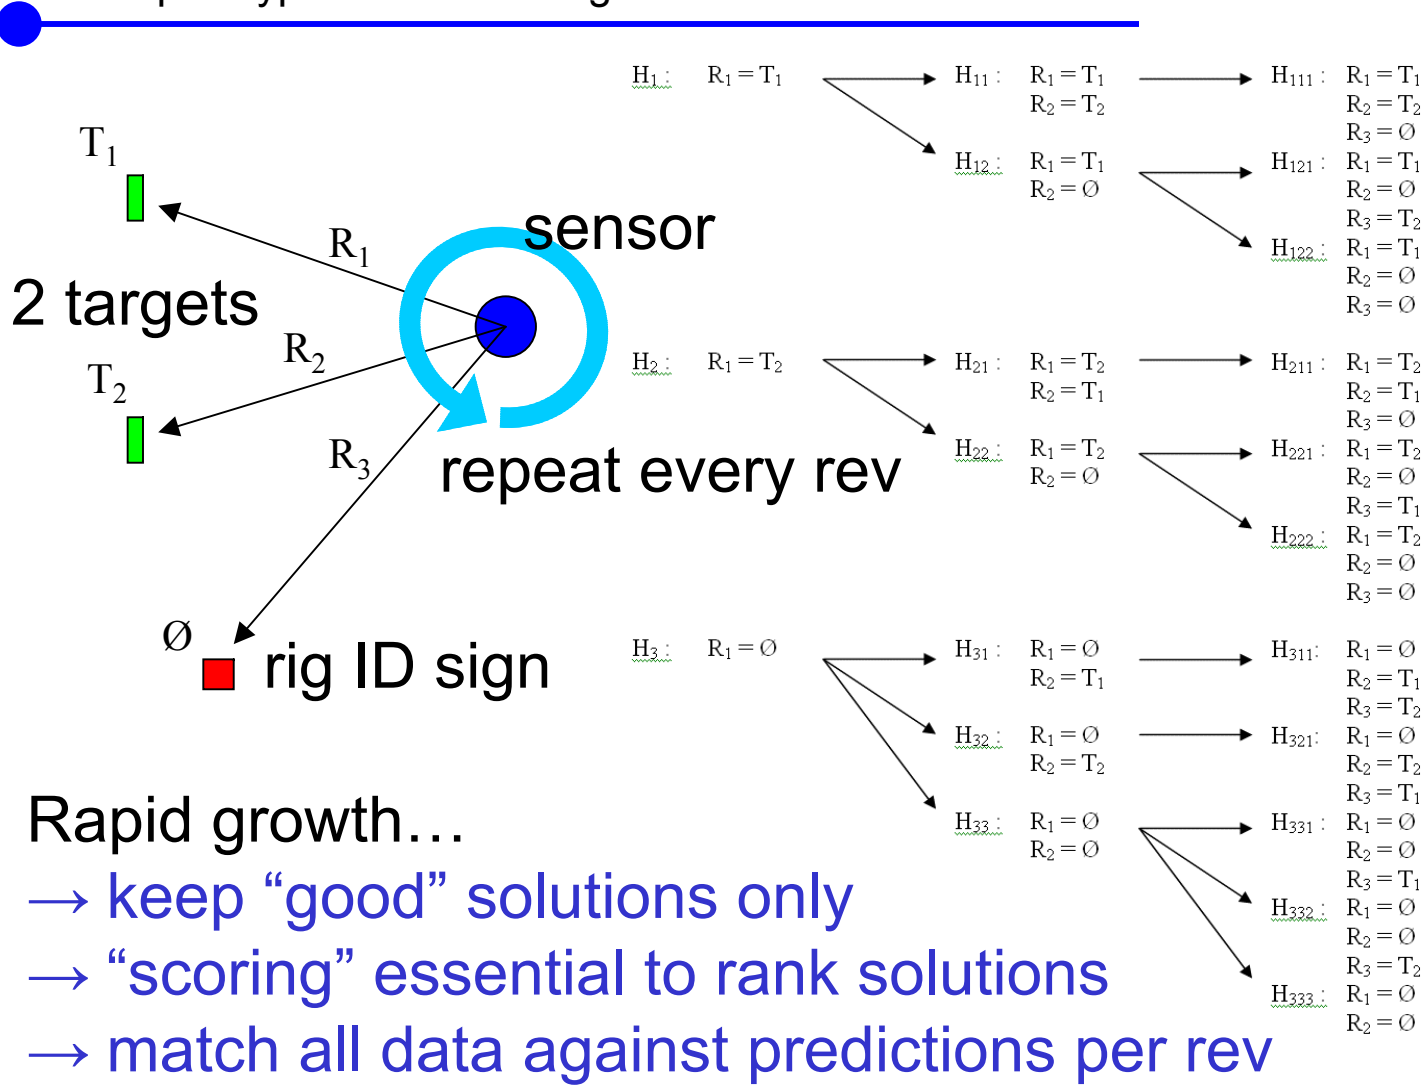 T₁
R₁
sensor
2 targets
R₂
T₂
R₃
repeat every rev
Ø
rig ID sign
H₁ : R₁ = T₁
H₁₁ : R₁ = T₁
R₂ = T₂
H₁₁₁ : R₁ = T₁
R₂ = T₂
R₃ = Ø
H₁₂ : R₁ = T₁
R₂ = Ø
H₁₂₁ : R₁ = T₁
R₂ = Ø
R₃ = T₂
H₁₂₂ : R₁ = T₁
R₂ = Ø
R₃ = Ø
H₂ : R₁ = T₂
H₂₁ : R₁ = T₂
R₂ = T₁
H₂₁₁ : R₁ = T₂
R₂ = T₁
R₃ = Ø
H₂₂ : R₁ = T₂
R₂ = Ø
H₂₂₁ : R₁ = T₂
R₂ = Ø
R₃ = T₁
H₂₂₂ : R₁ = T₂
R₂ = Ø
R₃ = Ø
H₃ : R₁ = Ø
H₃₁ : R₁ = Ø
R₂ = T₁
H₃₁₁: R₁ = Ø
R₂ = T₁
R₃ = T₂
H₃₂ : R₁ = Ø
R₂ = T₂
H₃₂₁: R₁ = Ø
R₂ = T₂
R₃ = T₁
H₃₃ : R₁ = Ø
R₂ = Ø
H₃₃₁ : R₁ = Ø
R₂ = Ø
R₃ = T₁
H₃₃₂ : R₁ = Ø
R₂ = Ø
R₃ = T₂
H₃₃₃ : R₁ = Ø
R₂ = Ø
Rapid growth…
→ keep “good” solutions only
→ “scoring” essential to rank solutions
→ match all data against predictions per rev